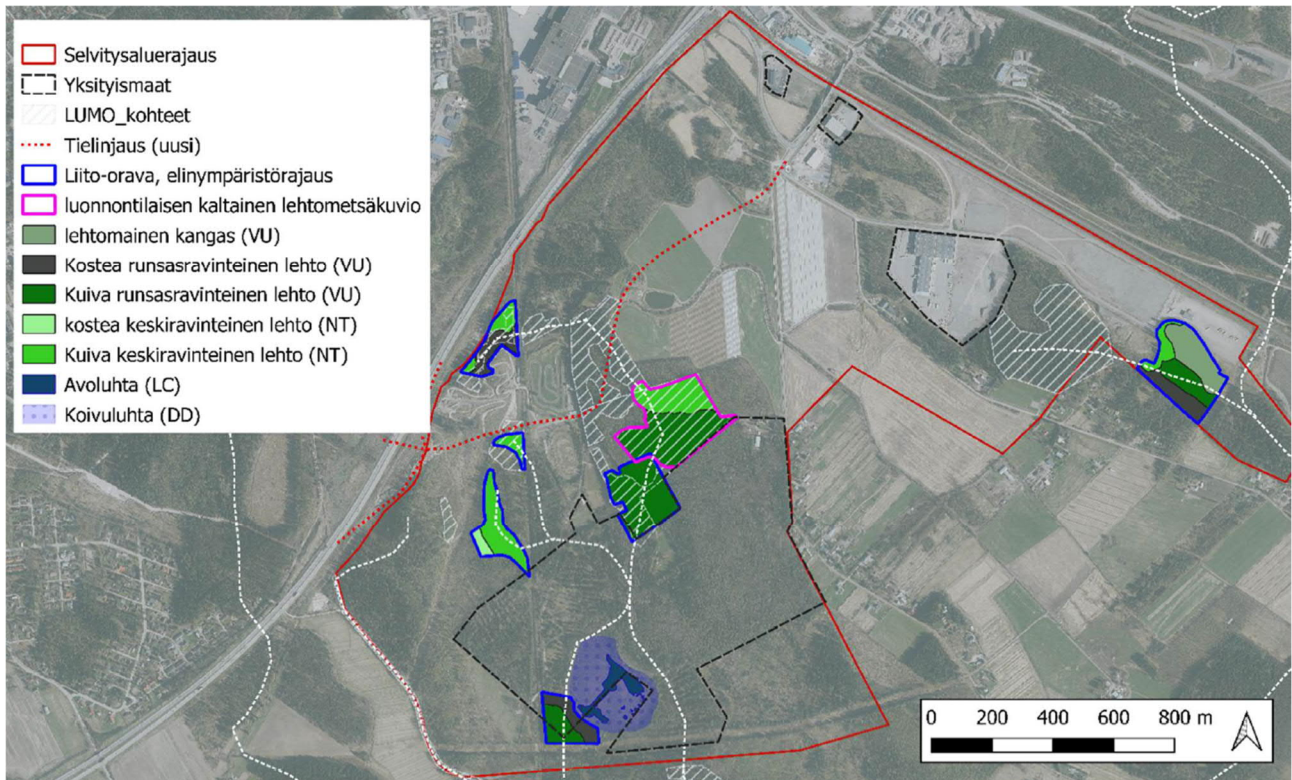 Selvitysaluerajaus
Yksityismaat
LUMO_kohteet
Tielinjaus (uusi)
Liito-orava, elinympäristörajaus
luonnontilaisen kaltainen lehtometsäkuvio
lehtomainen kangas (VU)
Kostea runsasravinteinen lehto (VU)
Kuiva runsasravinteinen lehto (VU)
kostea keskiravinteinen lehto (NT)
Kuiva keskiravinteinen lehto (NT)
Avoluhta (LC)
Koivuluhta (DD)
0 200 400 600 800 m